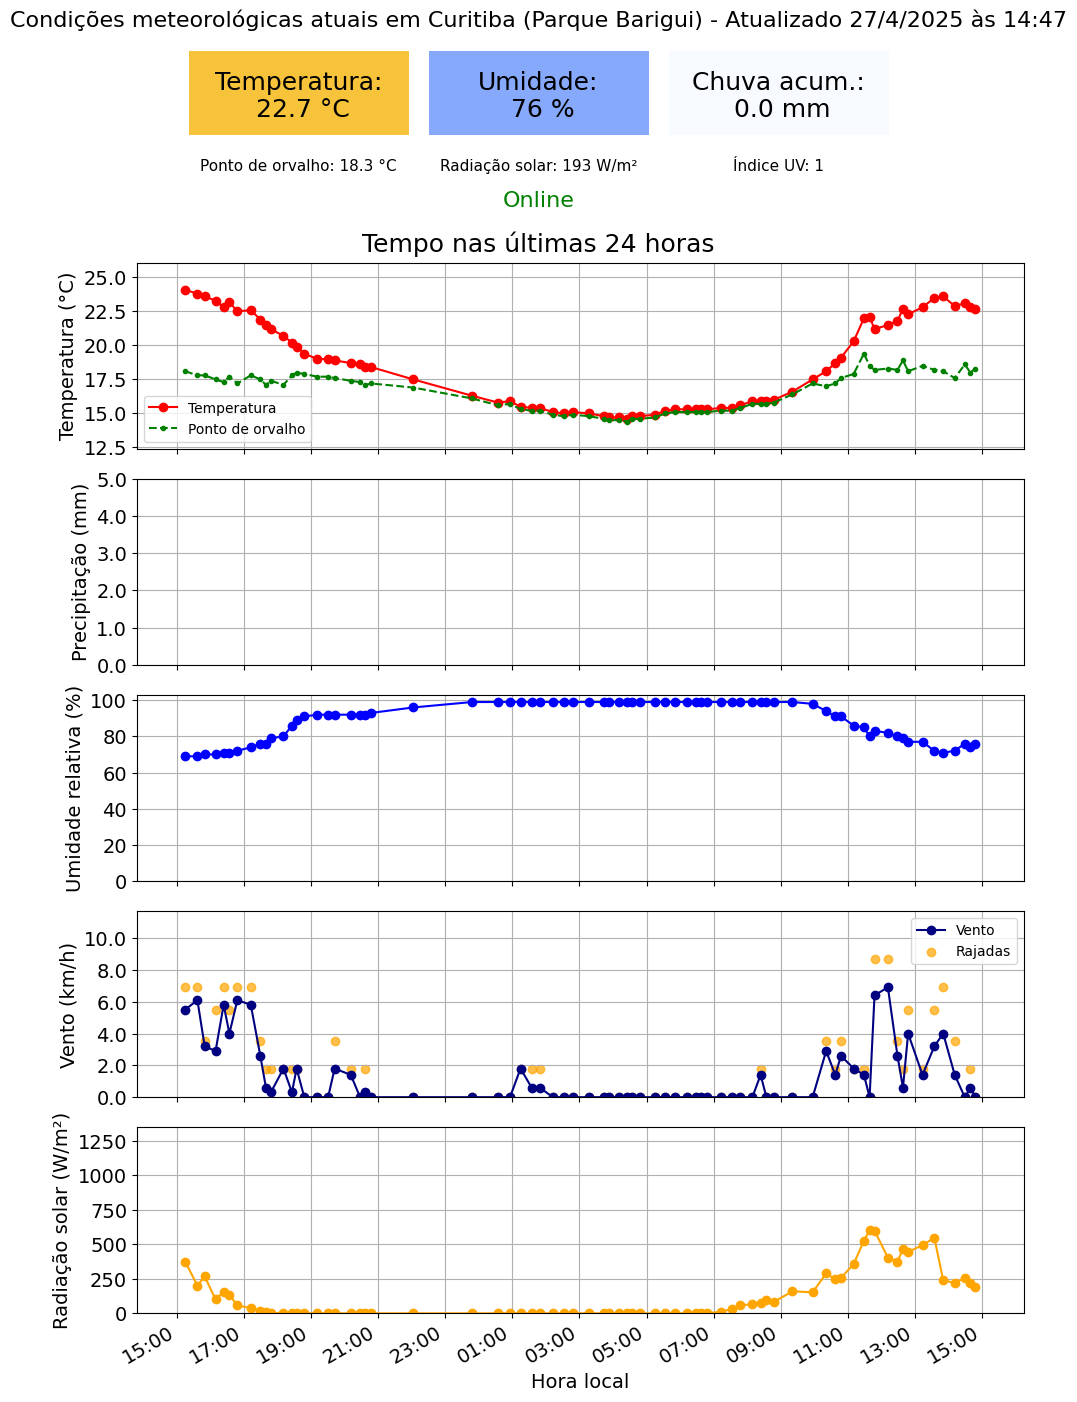 Condições meteorológicas atuais em Curitiba (Parque Barigui) - Atualizado 27/4/2025 às 14:47
Temperatura:
22.7 °C
Umidade:
76 %
Chuva acum.:
0.0 mm
Ponto de orvalho: 18.3 °C
Radiação solar: 193 W/m²
Índice UV: 1
Online
Tempo nas últimas 24 horas
Temperatura (°C)
25.0
22.5
20.0
17.5
15.0
12.5
Temperatura
Ponto de orvalho
Precipitação (mm)
5.0
4.0
3.0
2.0
1.0
0.0
Umidade relativa (%)
100
80
60
40
20
0
Vento (km/h)
10.0
8.0
6.0
4.0
2.0
0.0
Vento
Rajadas
Radiação solar (W/m²)
1250
1000
750
500
250
0
15:00
17:00
19:00
21:00
23:00
01:00
03:00
05:00
07:00
09:00
11:00
13:00
15:00
Hora local